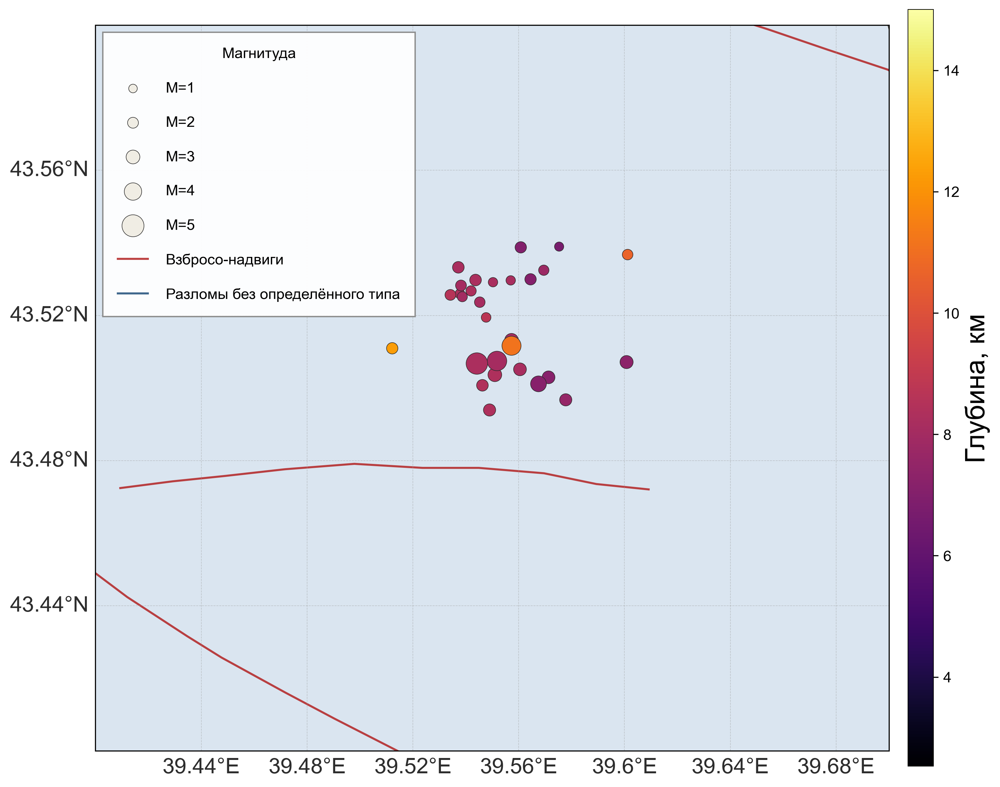 Магнитуда
M=1
M=2
M=3
M=4
M=5
Взбросо-надвиги
Разломы без определённого типа
43.56°N
43.52°N
43.48°N
43.44°N
39.44°E
39.48°E
39.52°E
39.56°E
39.6°E
39.64°E
39.68°E
14
12
10
8
6
4
Глубина, км